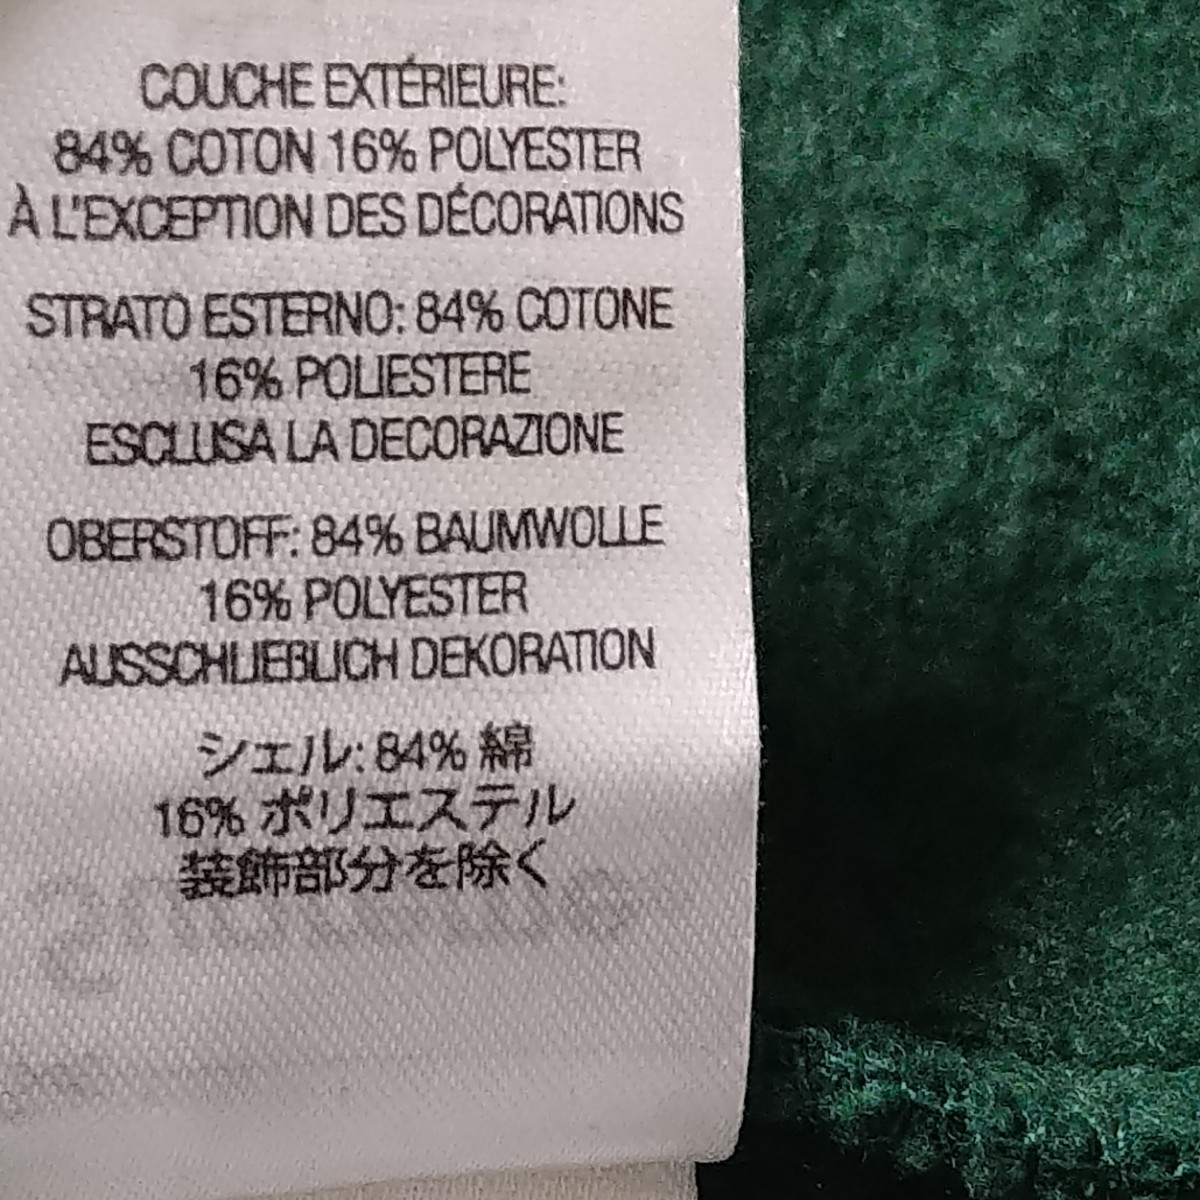 COUCHE EXTÉRIEURE:
84% COTON 16% POLYESTER
À L'EXCEPTION DES DÉCORATIONS
STRATO ESTERNO: 84% COTONE
16% POLIESTERE
ESCLUSA LA DECORAZIONE
OBERSTOFF: 84% BAUMWOLLE
16% POLYESTER
AUSSCHLIEBLICH DEKORATION
シェル: 84% 綿
16% ポリエステル
装飾部分を除く